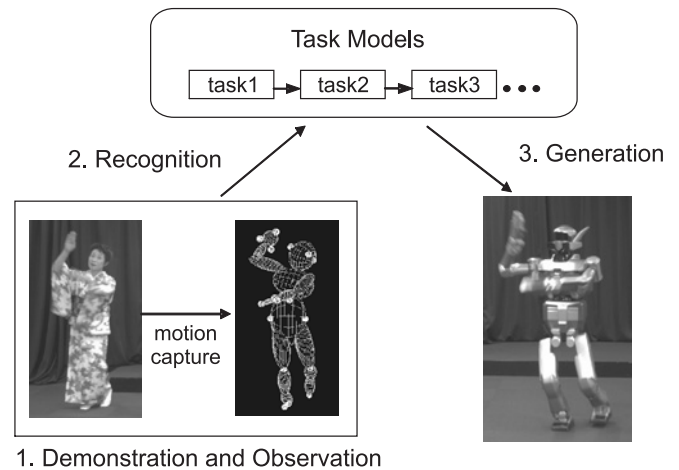 Task Models
task1
task2
task3
•••
2. Recognition
3. Generation
motion
capture
1. Demonstration and Observation